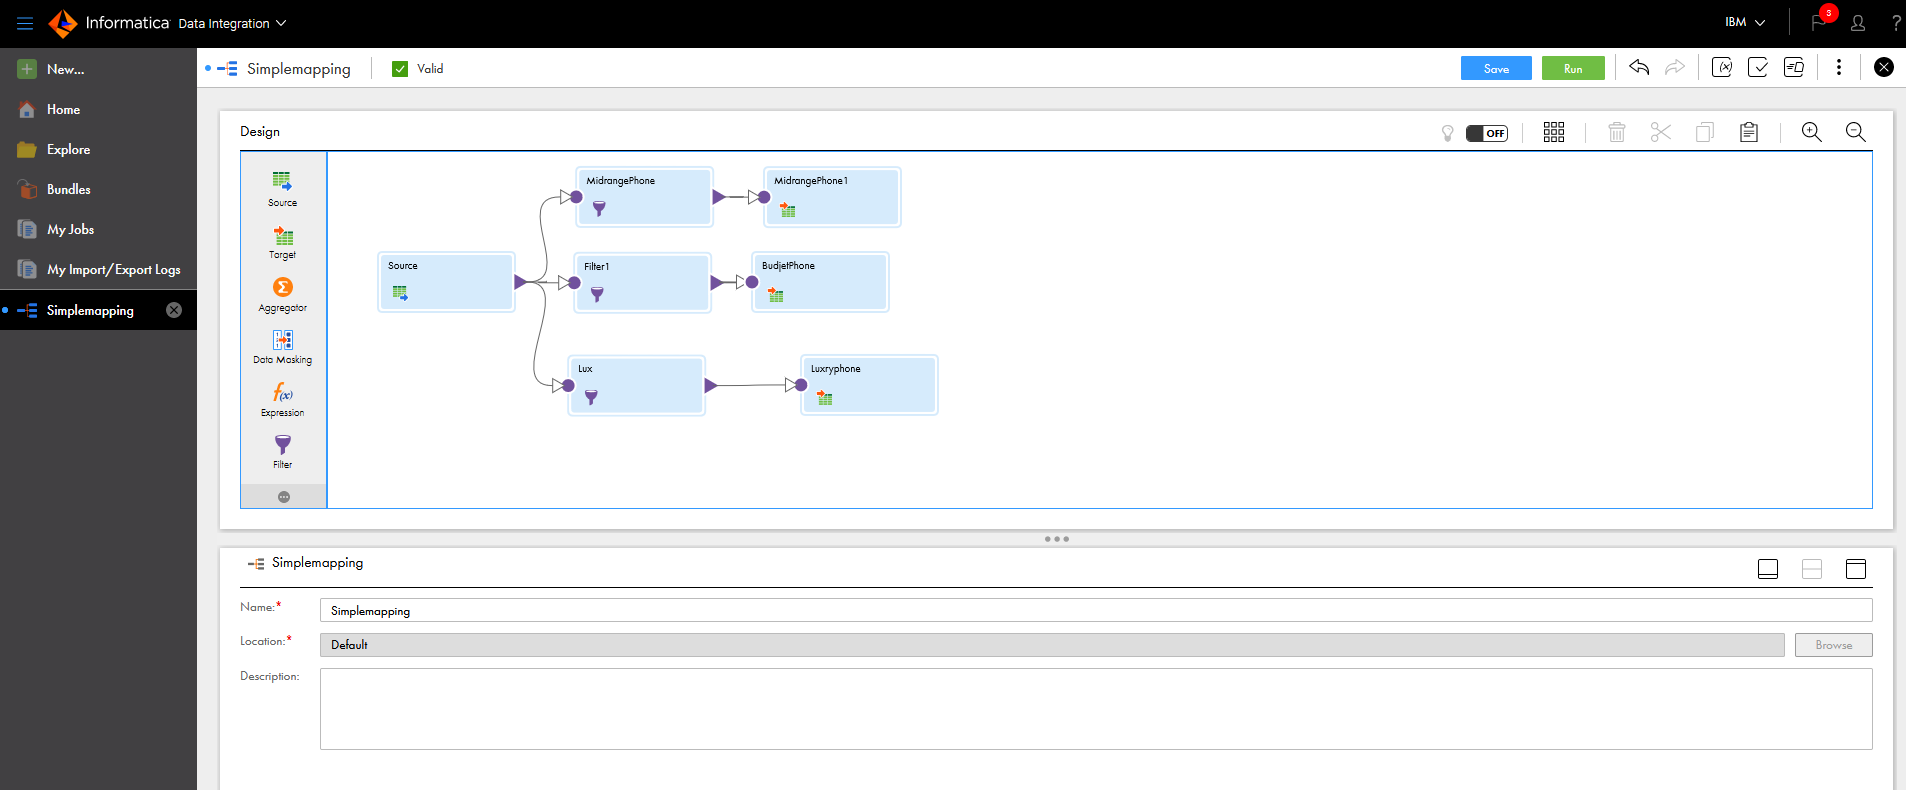 Informatica Data Integration
IBM
3
?
New...
Home
Explore
Bundles
My Jobs
My Import/Export Logs
Simplemapping
Simplemapping
Valid
Save
Run
Design
OFF
Source
Target
Aggregator
Data Masking
Expression
Filter
MidrangePhone
MidrangePhone1
Source
Filter1
BudjetPhone
Lux
Luxryphone
Simplemapping
Name:*
Simplemapping
Location:*
Default
Browse
Description: